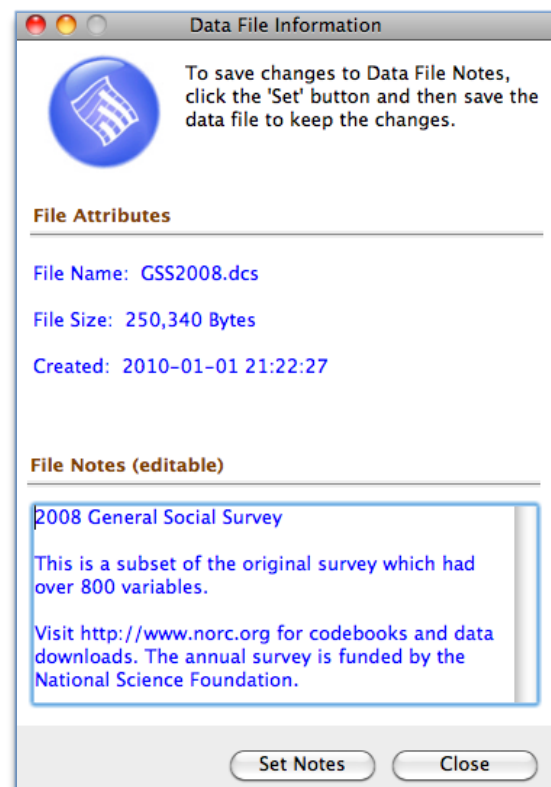 Data File Information
To save changes to Data File Notes,
click the 'Set' button and then save the
data file to keep the changes.
File Attributes
File Name: GSS2008.dcs
File Size: 250,340 Bytes
Created: 2010-01-01 21:22:27
File Notes (editable)
2008 General Social Survey
This is a subset of the original survey which had
over 800 variables.
Visit http://www.norc.org for codebooks and data
downloads. The annual survey is funded by the
National Science Foundation.
Set Notes
Close